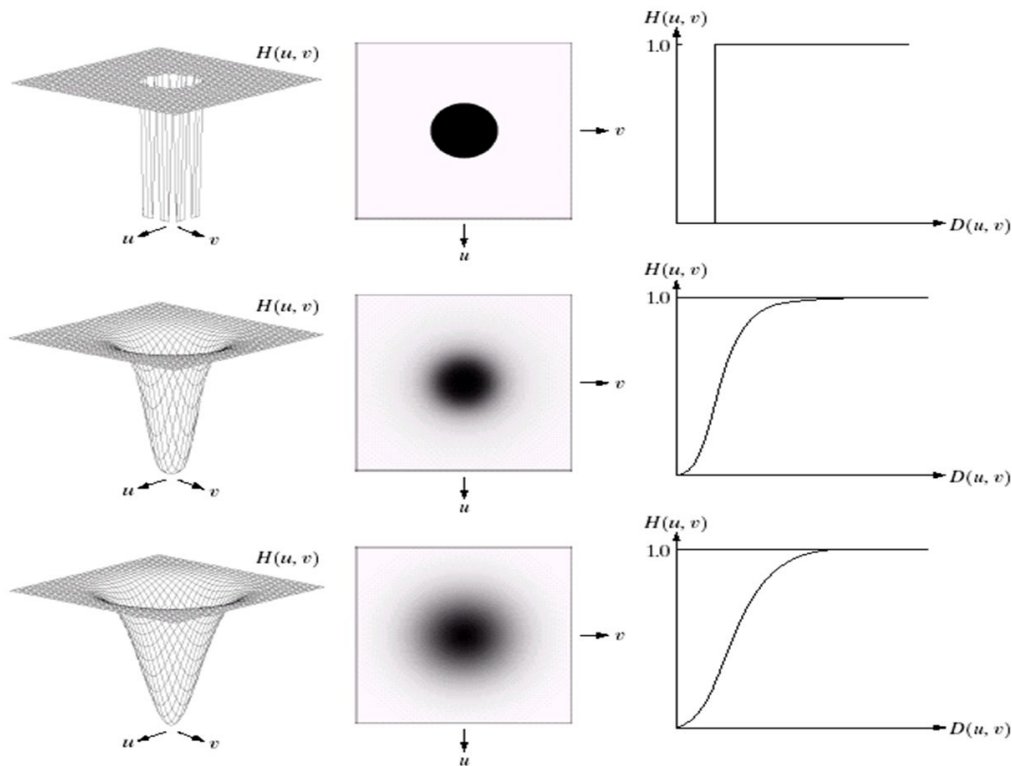 H(u, v)
u
v
v
u
H(u, v)
1.0
D(u, v)
H(u, v)
u
v
v
u
H(u, v)
1.0
D(u, v)
H(u, v)
u
v
v
u
H(u, v)
1.0
D(u, v)